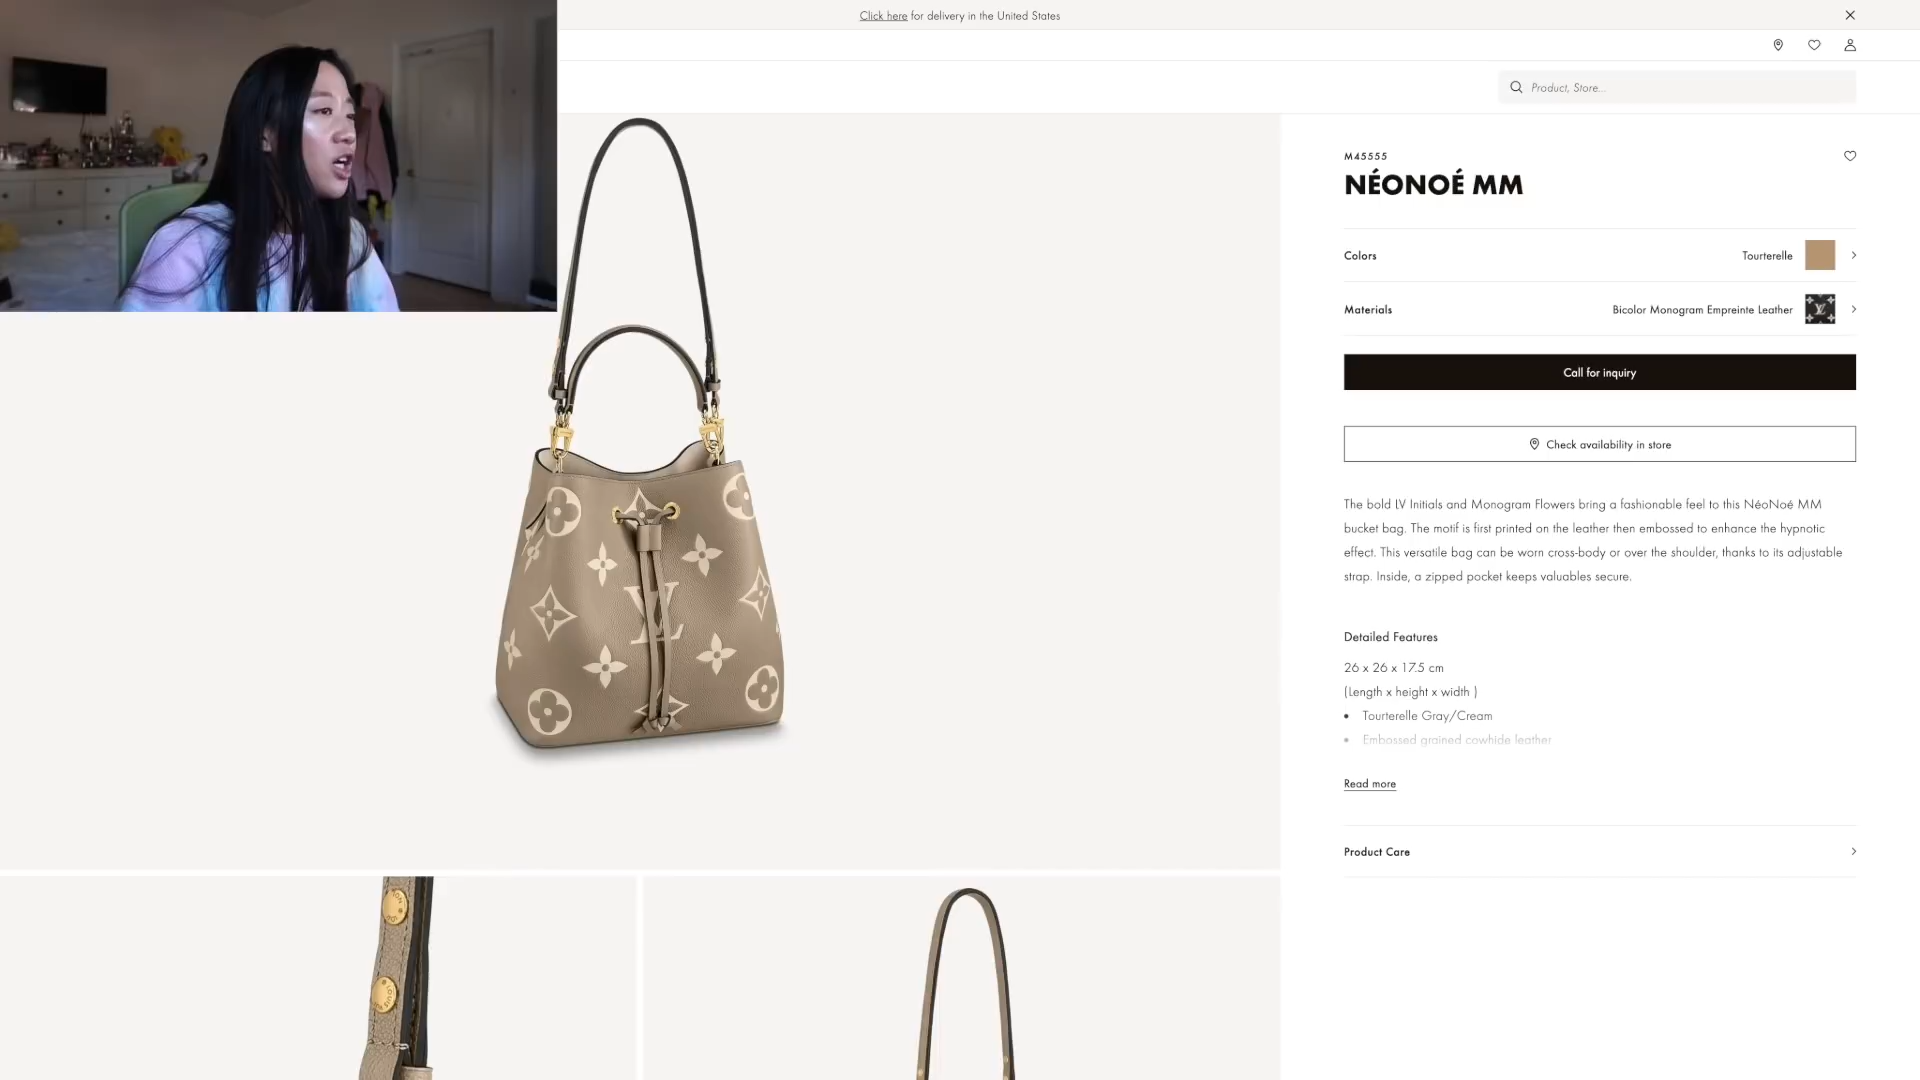 Click here for delivery in the United States
Product, Store...
M45555
NÉONOÉ MM
Colors
Tourterelle
Materials
Bicolor Monogram Empreinte Leather
Call for inquiry
Check availability in store
The bold LV Initials and Monogram Flowers bring a fashionable feel to this NéoNoé MM
bucket bag. The motif is first printed on the leather then embossed to enhance the hypnotic
effect. This versatile bag can be worn cross-body or over the shoulder, thanks to its adjustable
strap. Inside, a zipped pocket keeps valuables secure.
Detailed Features
26 x 26 x 17.5 cm
(Length x height x width )
Tourterelle Gray/Cream
Embossed grained cowhide leather
Read more
Product Care